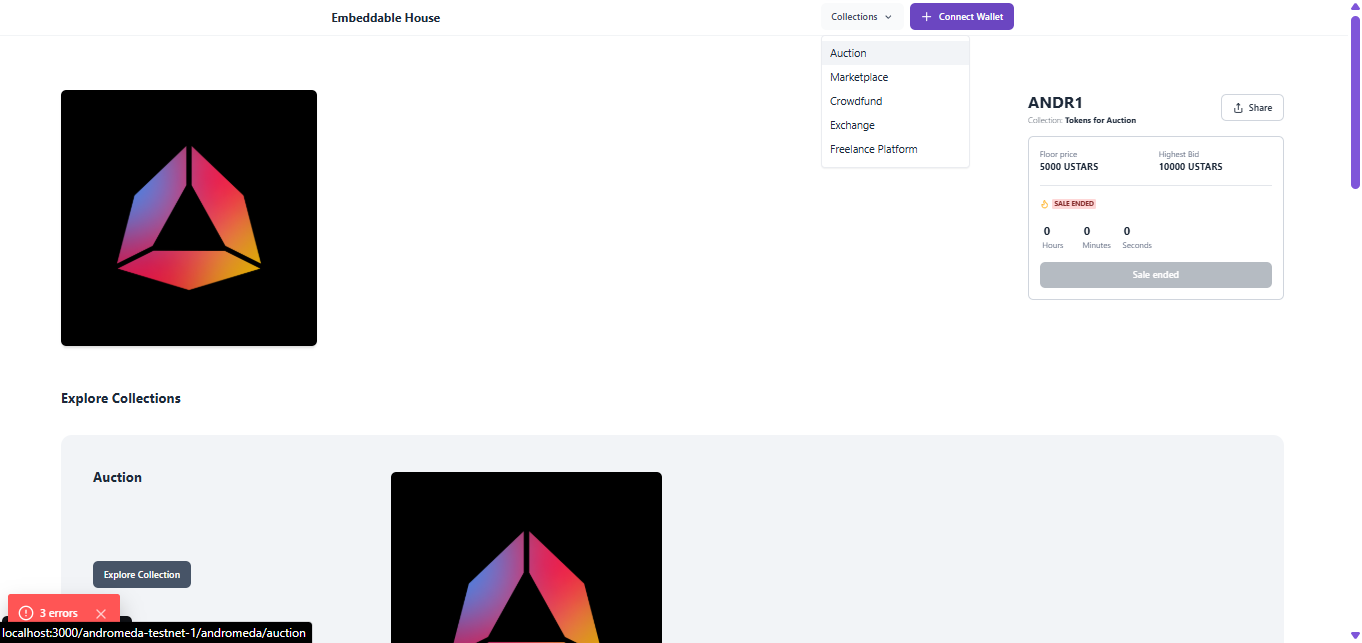 Embeddable House
Collections
Connect Wallet
Auction
Marketplace
Crowdfund
Exchange
Freelance Platform
ANDR1
Collection: Tokens for Auction
Share
Floor price
5000 USTARS
Highest Bid
10000 USTARS
SALE ENDED
0
Hours
0
Minutes
0
Seconds
Sale ended
Explore Collections
Auction
Explore Collection
3 errors
localhost:3000/andromeda-testnet-1/andromeda/auction